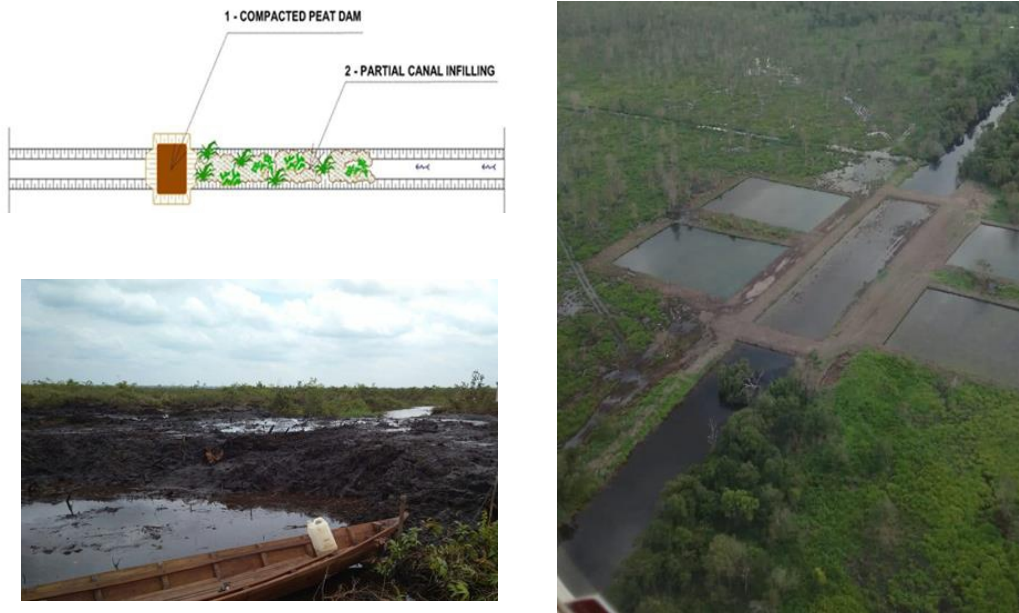 1 - COMPACTED PEAT DAM
2 - PARTIAL CANAL INFILLING